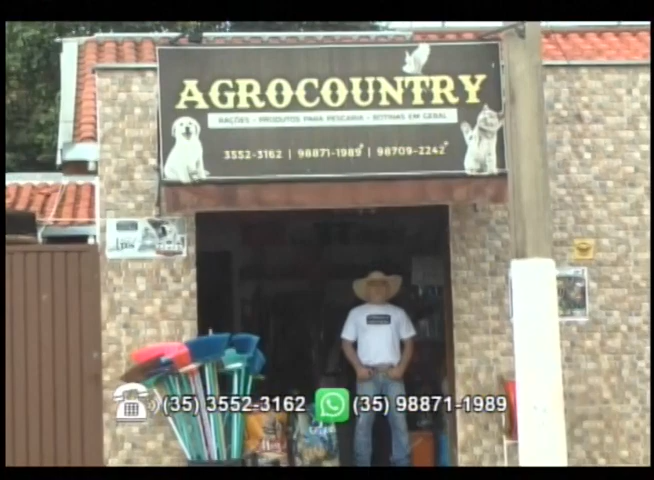 AGROCOUNTRY
RAÇÕES - PRODUTOS PARA PESCARIA - BOTINAS EM GERAL
3552-3162 | 98871-1989 | 98709-2242
(35) 3552-3162 (35) 98871-1989